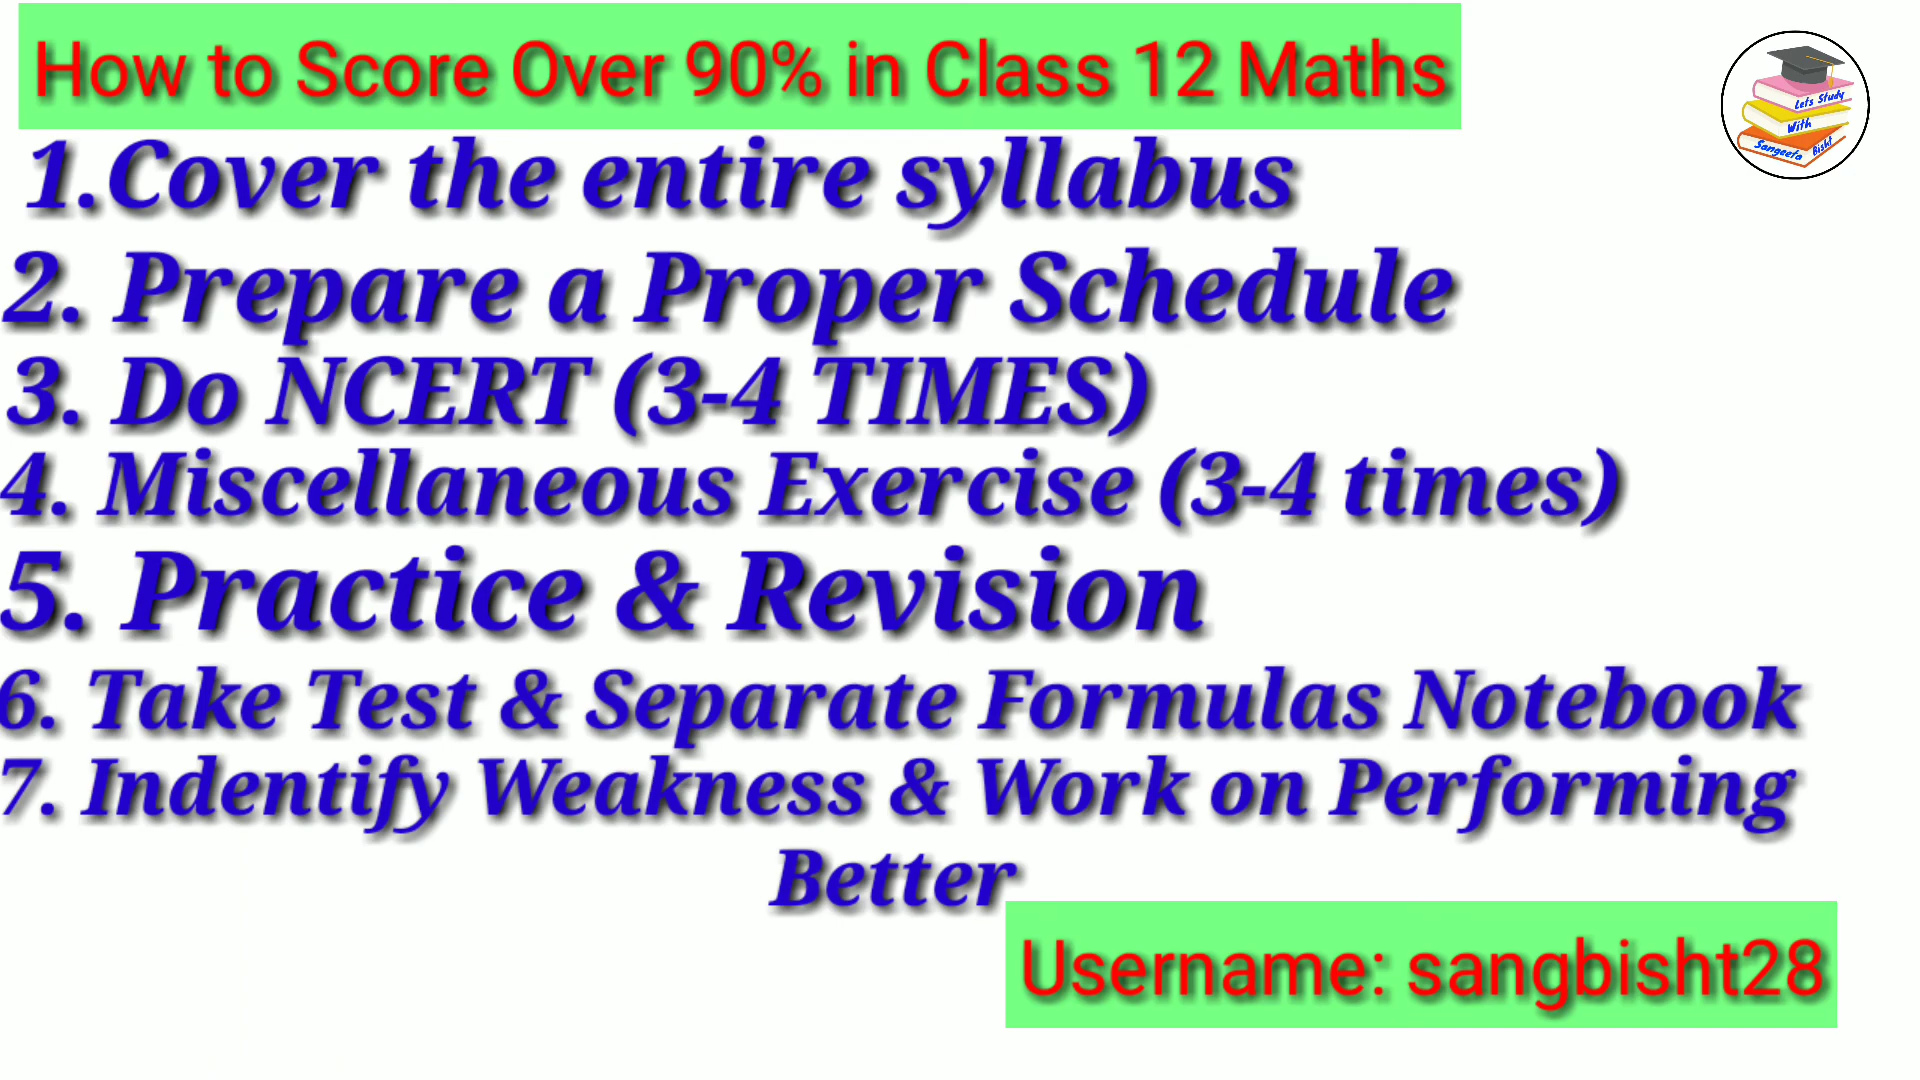 How to Score Over 90% in Class 12 Maths
Lets Study
With
Sangeeta Bisht
1.Cover the entire syllabus
2. Prepare a Proper Schedule
3. Do NCERT (3-4 TIMES)
4. Miscellaneous Exercise (3-4 times)
5. Practice & Revision
6. Take Test & Separate Formulas Notebook
7. Indentify Weakness & Work on Performing
Better
Username: sangbisht28